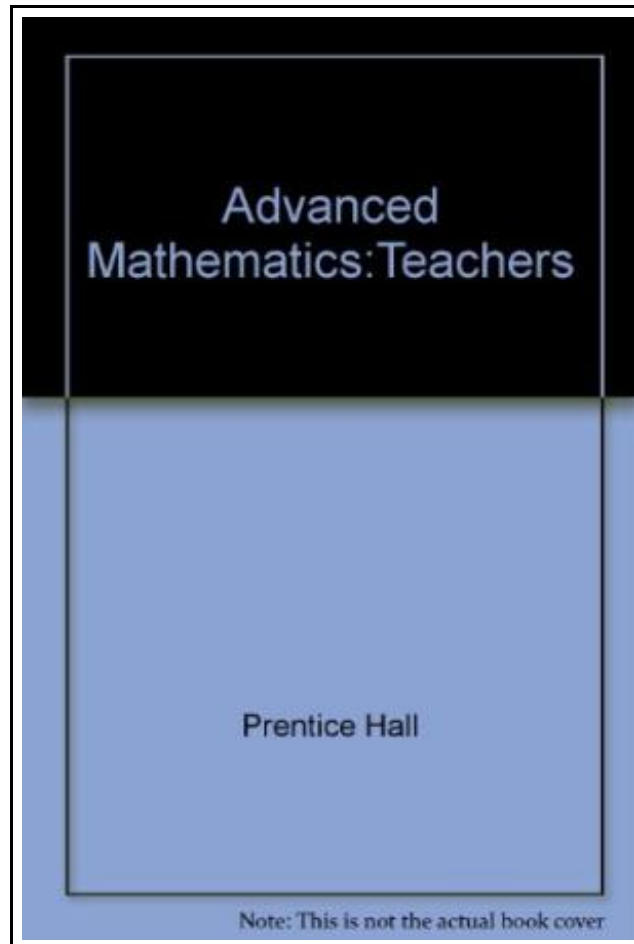 Advanced
Mathematics:Teachers
Prentice Hall
Note: This is not the actual book cover